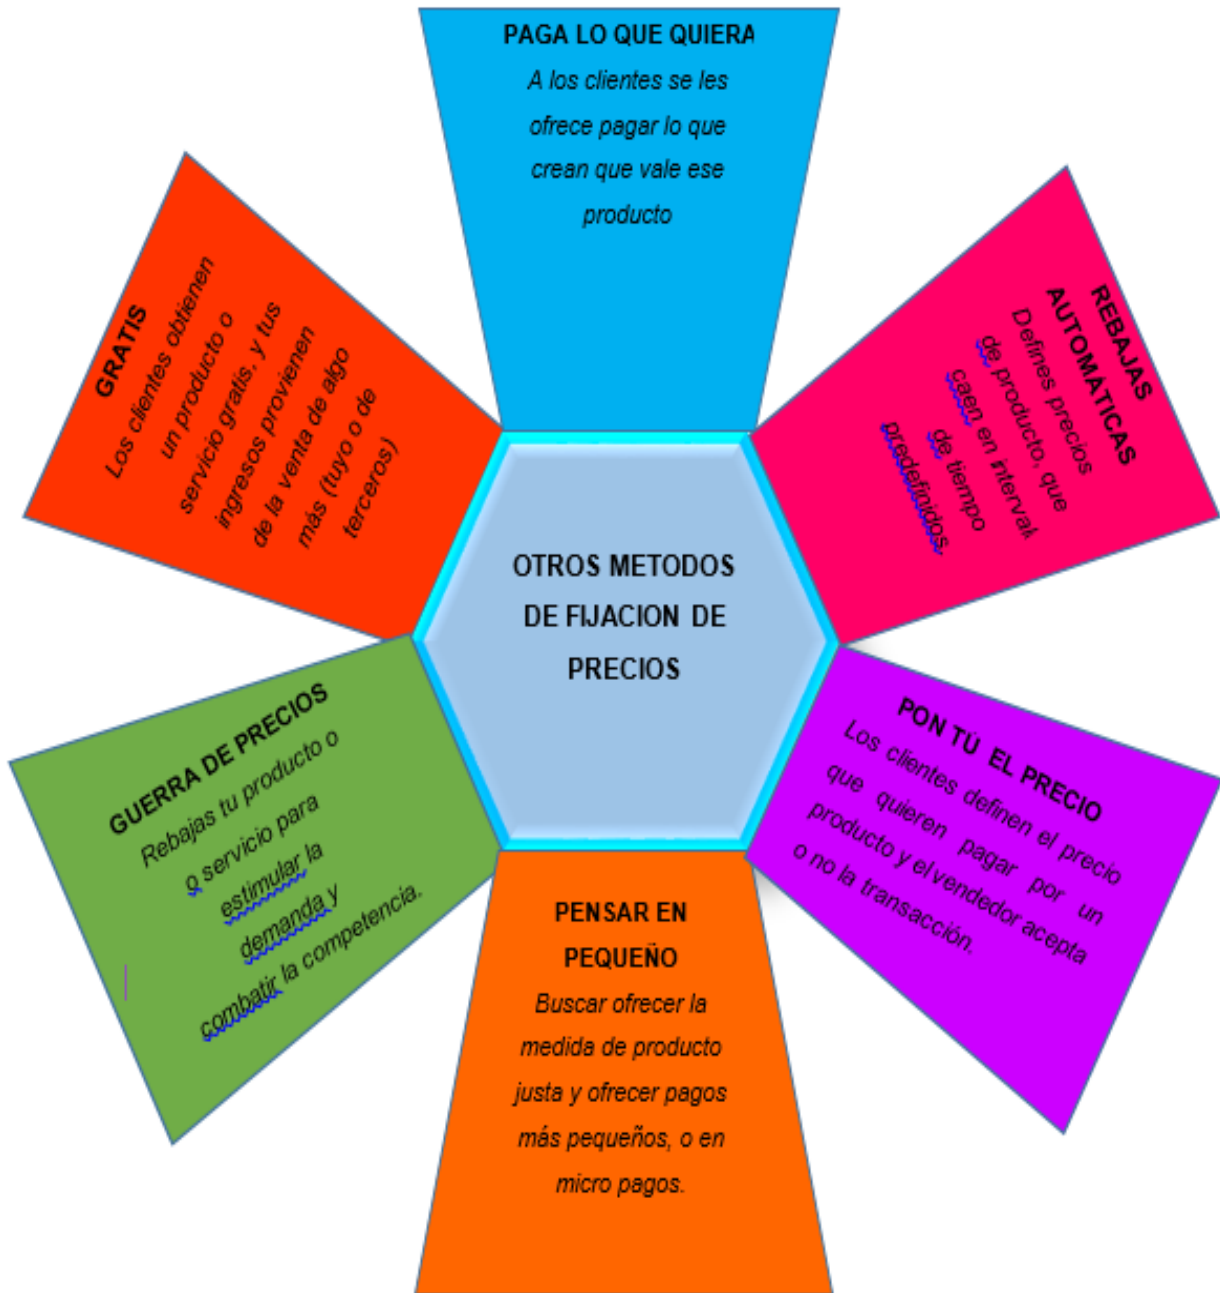 PAGA LO QUE QUIERA
A los clientes se les
ofrece pagar lo que
crean que vale ese
producto
REBAJAS
AUTOMÁTICAS
Defines precios
de producto, que
caen en interval
de tiempo
predefinidos.
PON TÚ EL PRECIO
Los clientes definen el precio
que quieren pagar por un
producto y el vendedor acepta
o no la transacción.
PENSAR EN
PEQUEÑO
Buscar ofrecer la
medida de producto
justa y ofrecer pagos
más pequeños, o en
micro pagos.
GUERRA DE PRECIOS
Rebajas tu producto o
o servicio para
estimular la
demanda y
combatir la competencia.
GRATIS
Los clientes obtienen
un producto o
servicio gratis, y tus
ingresos provienen
de la venta de algo
más (tuyo o de
terceros)
OTROS METODOS
DE FIJACION DE
PRECIOS